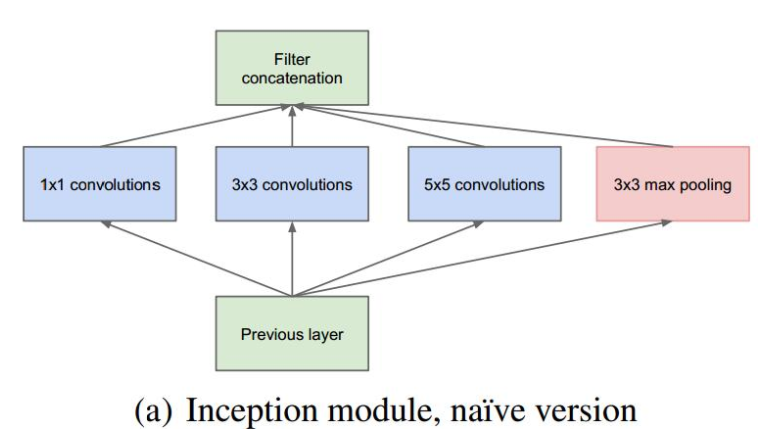 Filter
concatenation
1x1 convolutions
3x3 convolutions
5x5 convolutions
3x3 max pooling
Previous layer
(a) Inception module, naïve version